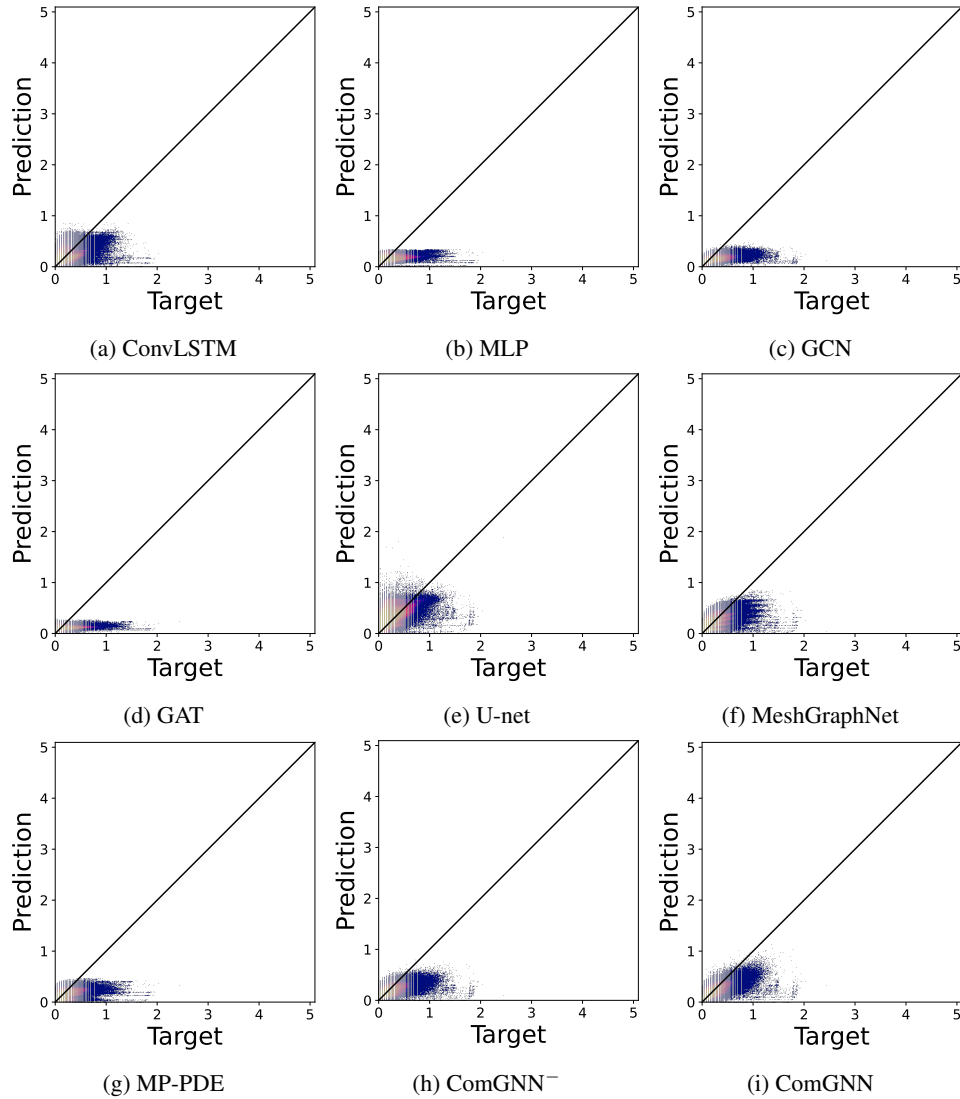 5
4
3
2
1
0
Prediction
0 1 2 3 4 5
Target
(a) ConvLSTM
5
4
3
2
1
0
Prediction
0 1 2 3 4 5
Target
(b) MLP
5
4
3
2
1
0
Prediction
0 1 2 3 4 5
Target
(c) GCN
5
4
3
2
1
0
Prediction
0 1 2 3 4 5
Target
(d) GAT
5
4
3
2
1
0
Prediction
0 1 2 3 4 5
Target
(e) U-net
5
4
3
2
1
0
Prediction
0 1 2 3 4 5
Target
(f) MeshGraphNet
5
4
3
2
1
0
Prediction
0 1 2 3 4 5
Target
(g) MP-PDE
5
4
3
2
1
0
Prediction
0 1 2 3 4 5
Target
(h) ComGNN⁻
5
4
3
2
1
0
Prediction
0 1 2 3 4 5
Target
(i) ComGNN